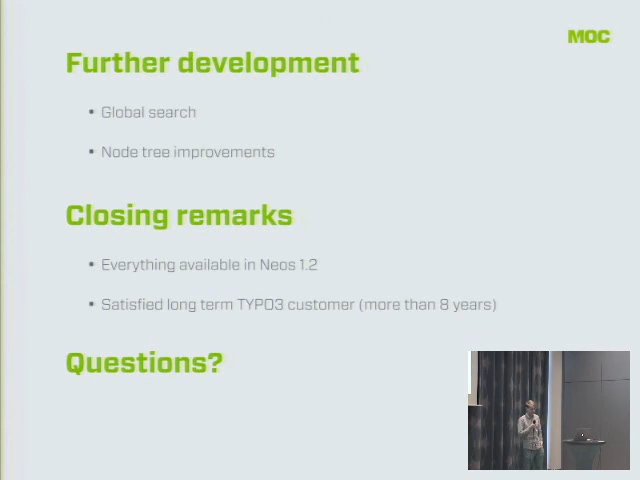 MOC
Further development
• Global search
• Node tree improvements
Closing remarks
• Everything available in Neos 1.2
• Satisfied long term TYPO3 customer (more than 8 years)
Questions?